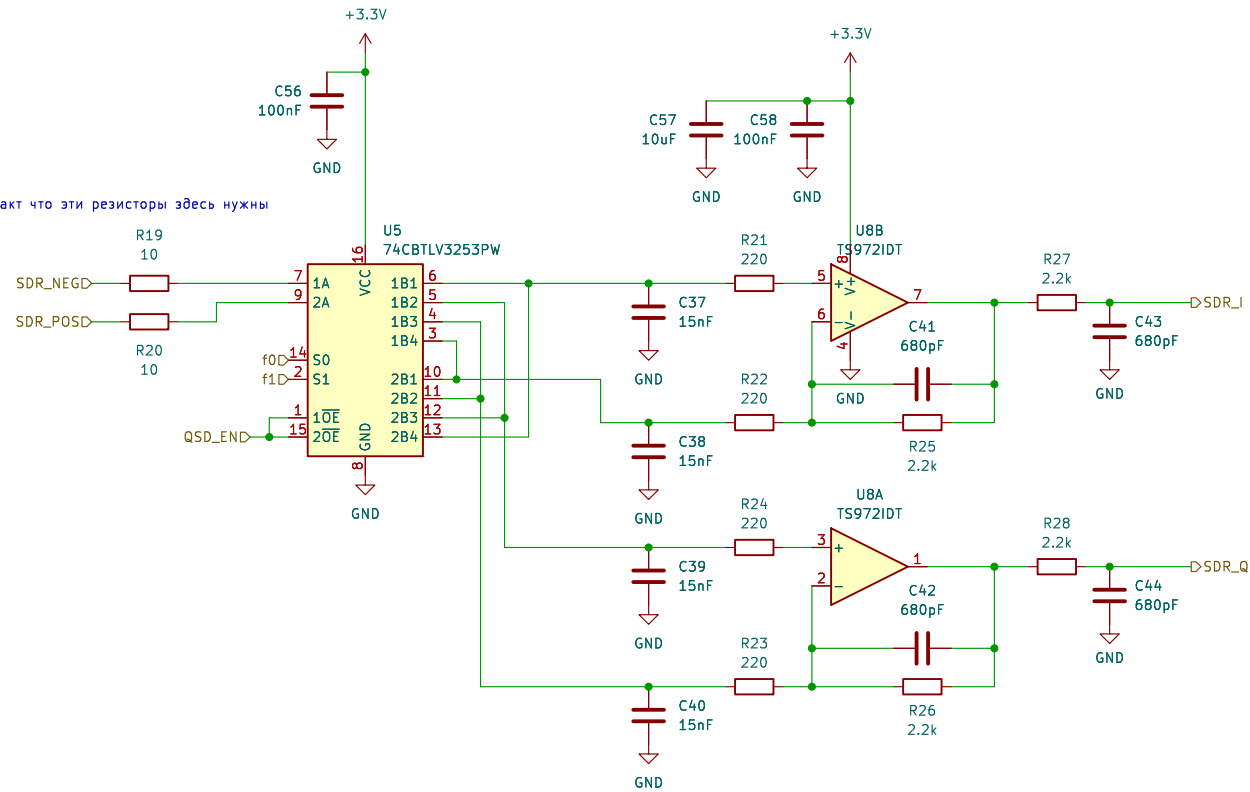 +3.3V
+3.3V
C56
100nF
GND
C57
10uF
C58
100nF
GND
GND
акт что эти резисторы здесь нужны
R19
10
SDR_NEG
SDR_POS
R20
10
f0
f1
QSD_EN
U5
74CBTLV3253PW
16
VCC
7
1A
9
2A
14
S0
2
S1
1
1OE
15
2OE
GND
8
GND
1B1
6
1B2
5
1B3
4
1B4
3
2B1
10
2B2
11
2B3
12
2B4
13
C37
15nF
GND
C38
15nF
GND
R21
220
R22
220
U8B
TS972IDT
8
V+
5
+
6
−
V-
4
7
GND
C41
680pF
R25
2.2k
R27
2.2k
C43
680pF
GND
SDR_I
C39
15nF
GND
C40
15nF
GND
R24
220
R23
220
U8A
TS972IDT
3
+
2
−
1
C42
680pF
R26
2.2k
R28
2.2k
C44
680pF
GND
SDR_Q